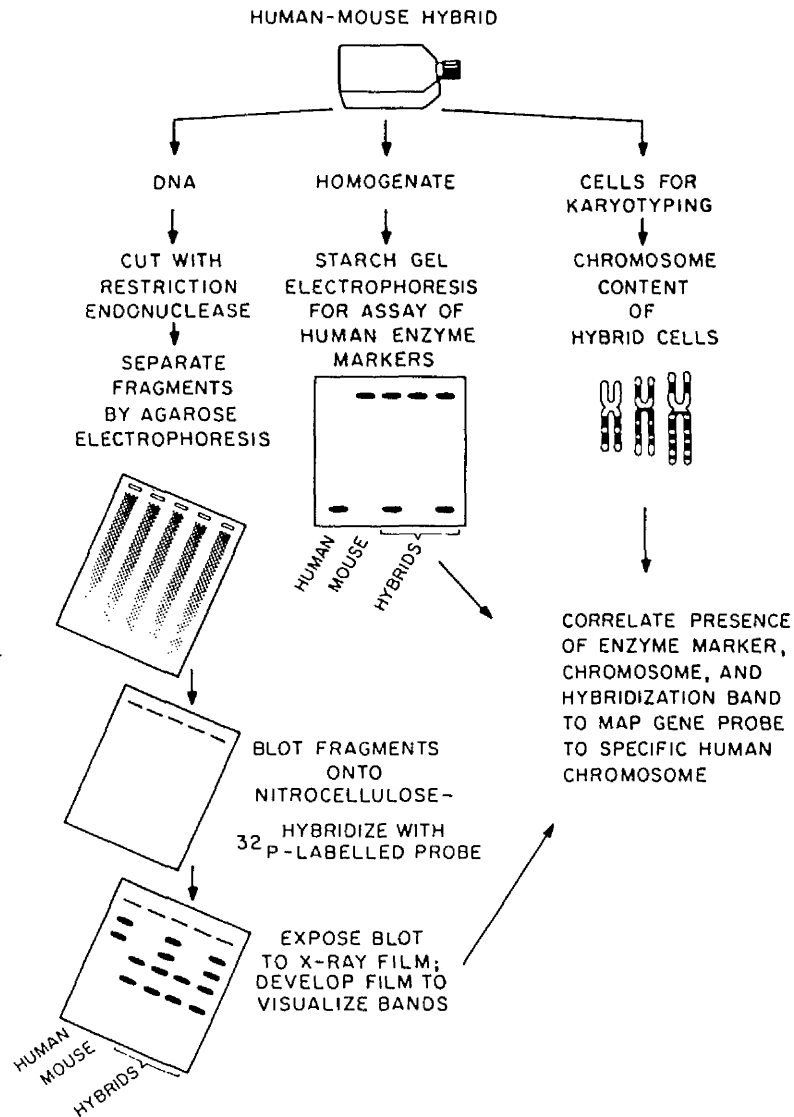 HUMAN-MOUSE HYBRID
DNA
CUT WITH
RESTRICTION
ENDONUCLEASE
SEPARATE
FRAGMENTS
BY AGAROSE
ELECTROPHORESIS
BLOT FRAGMENTS
ONTO
NITROCELLULOSE-
HYBRIDIZE WITH
32P-LABELLED PROBE
EXPOSE BLOT
TO X-RAY FILM;
DEVELOP FILM TO
VISUALIZE BANDS
HUMAN
MOUSE
HYBRIDS
HOMOGENATE
STARCH GEL
ELECTROPHORESIS
FOR ASSAY OF
HUMAN ENZYME
MARKERS
HUMAN
MOUSE
HYBRIDS
CELLS FOR
KARYOTYPING
CHROMOSOME
CONTENT
OF
HYBRID CELLS
CORRELATE PRESENCE
OF ENZYME MARKER,
CHROMOSOME, AND
HYBRIDIZATION BAND
TO MAP GENE PROBE
TO SPECIFIC HUMAN
CHROMOSOME